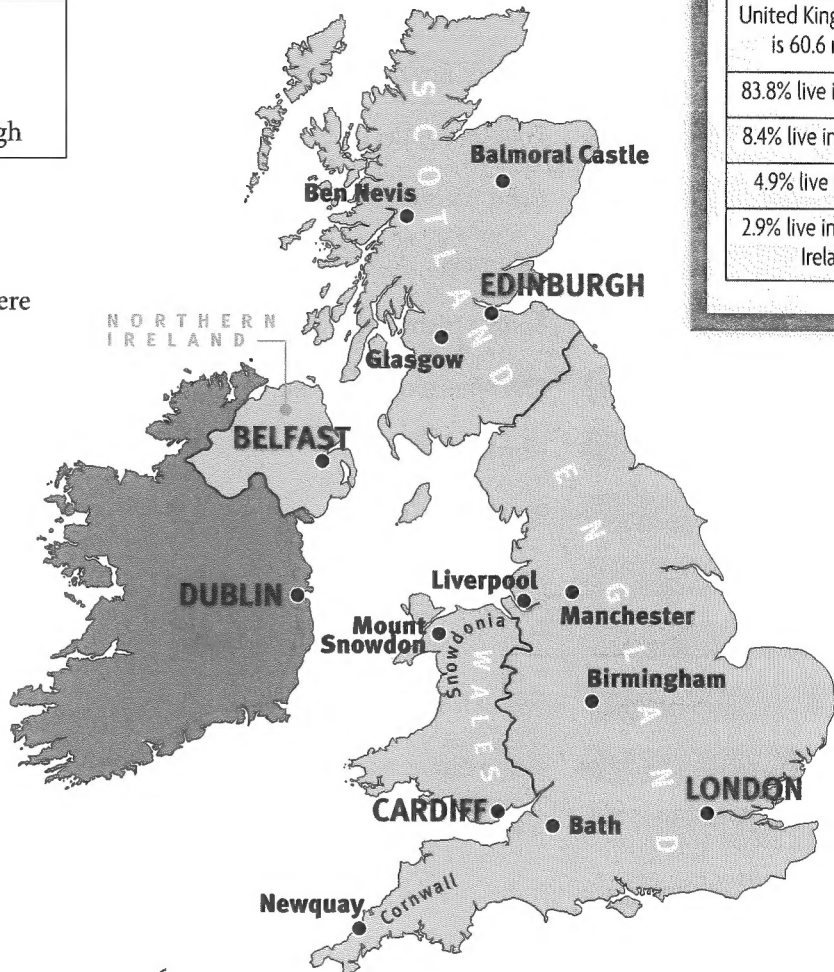 gh
ere
United King
is 60.6
83.8% live i
8.4% live in
4.9% live
2.9% live in
Irela
SCOTLAND
Balmoral Castle
Ben Nevis
EDINBURGH
Glasgow
NORTHERN
IRELAND
BELFAST
ENGLAND
DUBLIN
Liverpool
Manchester
Mount
Snowdon
Snowdonia
WALES
Birmingham
CARDIFF
LONDON
Bath
Newquay
Cornwall